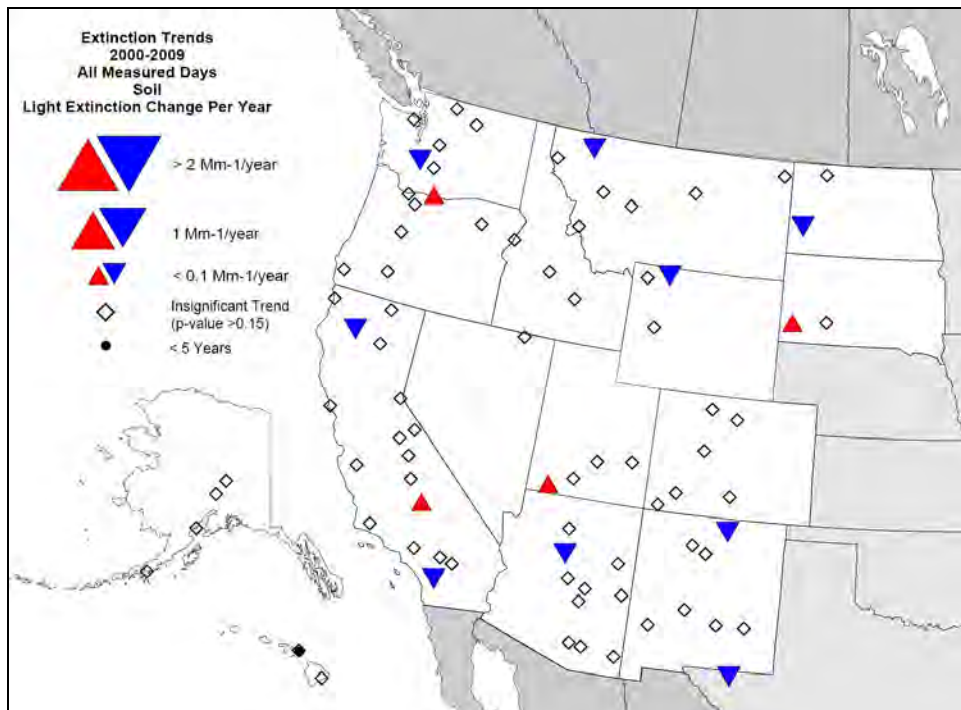 Extinction Trends
2000-2009
All Measured Days
Soil
Light Extinction Change Per Year
> 2 Mm-1/year
1 Mm-1/year
< 0.1 Mm-1/year
Insignificant Trend
(p-value >0.15)
< 5 Years